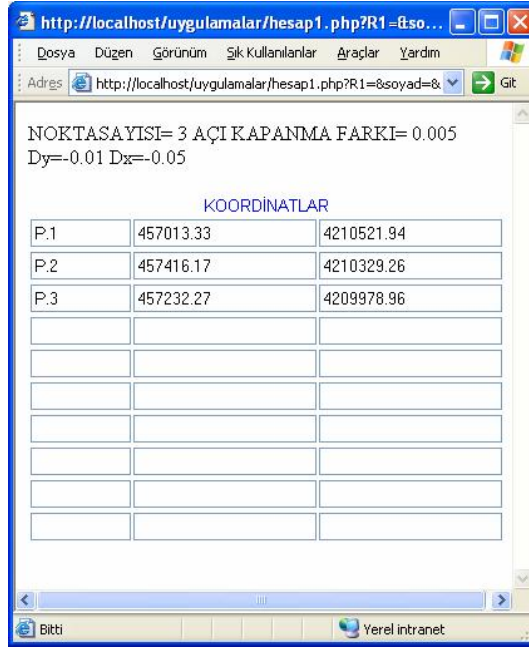 http://localhost/uygulamalar/hesap1.php?R1=&so...
Dosya Düzen Görünüm Sık Kullanılanlar Araçlar Yardım
Adres http://localhost/uygulamalar/hesap1.php?R1=&soyad=& Git
NOKTASAYISI= 3 AÇI KAPANMA FARKI= 0.005
Dy=-0.01 Dx=-0.05
KOORDİNATLAR
P.1 457013.33 4210521.94
P.2 457416.17 4210329.26
P.3 457232.27 4209978.96
Bitti Yerel intranet